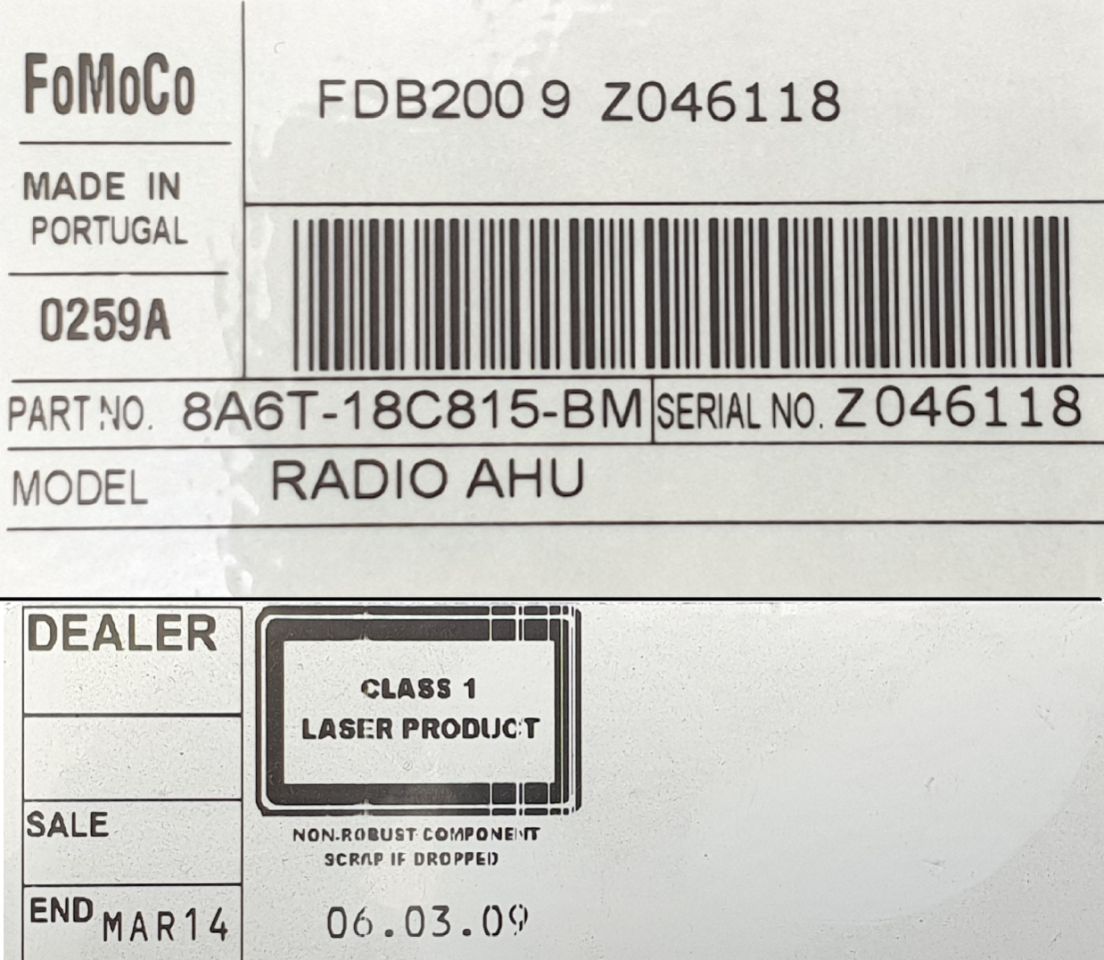 FoMoCo
FDB200 9 Z046118
MADE IN
PORTUGAL
0259A
PART NO. 8A6T-18C815-BM
SERIAL NO. Z046118
MODEL RADIO AHU
DEALER
CLASS 1
LASER PRODUCT
SALE
NON-ROBUST COMPONENT
SCRAP IF DROPPED
END MAR14
06.03.09